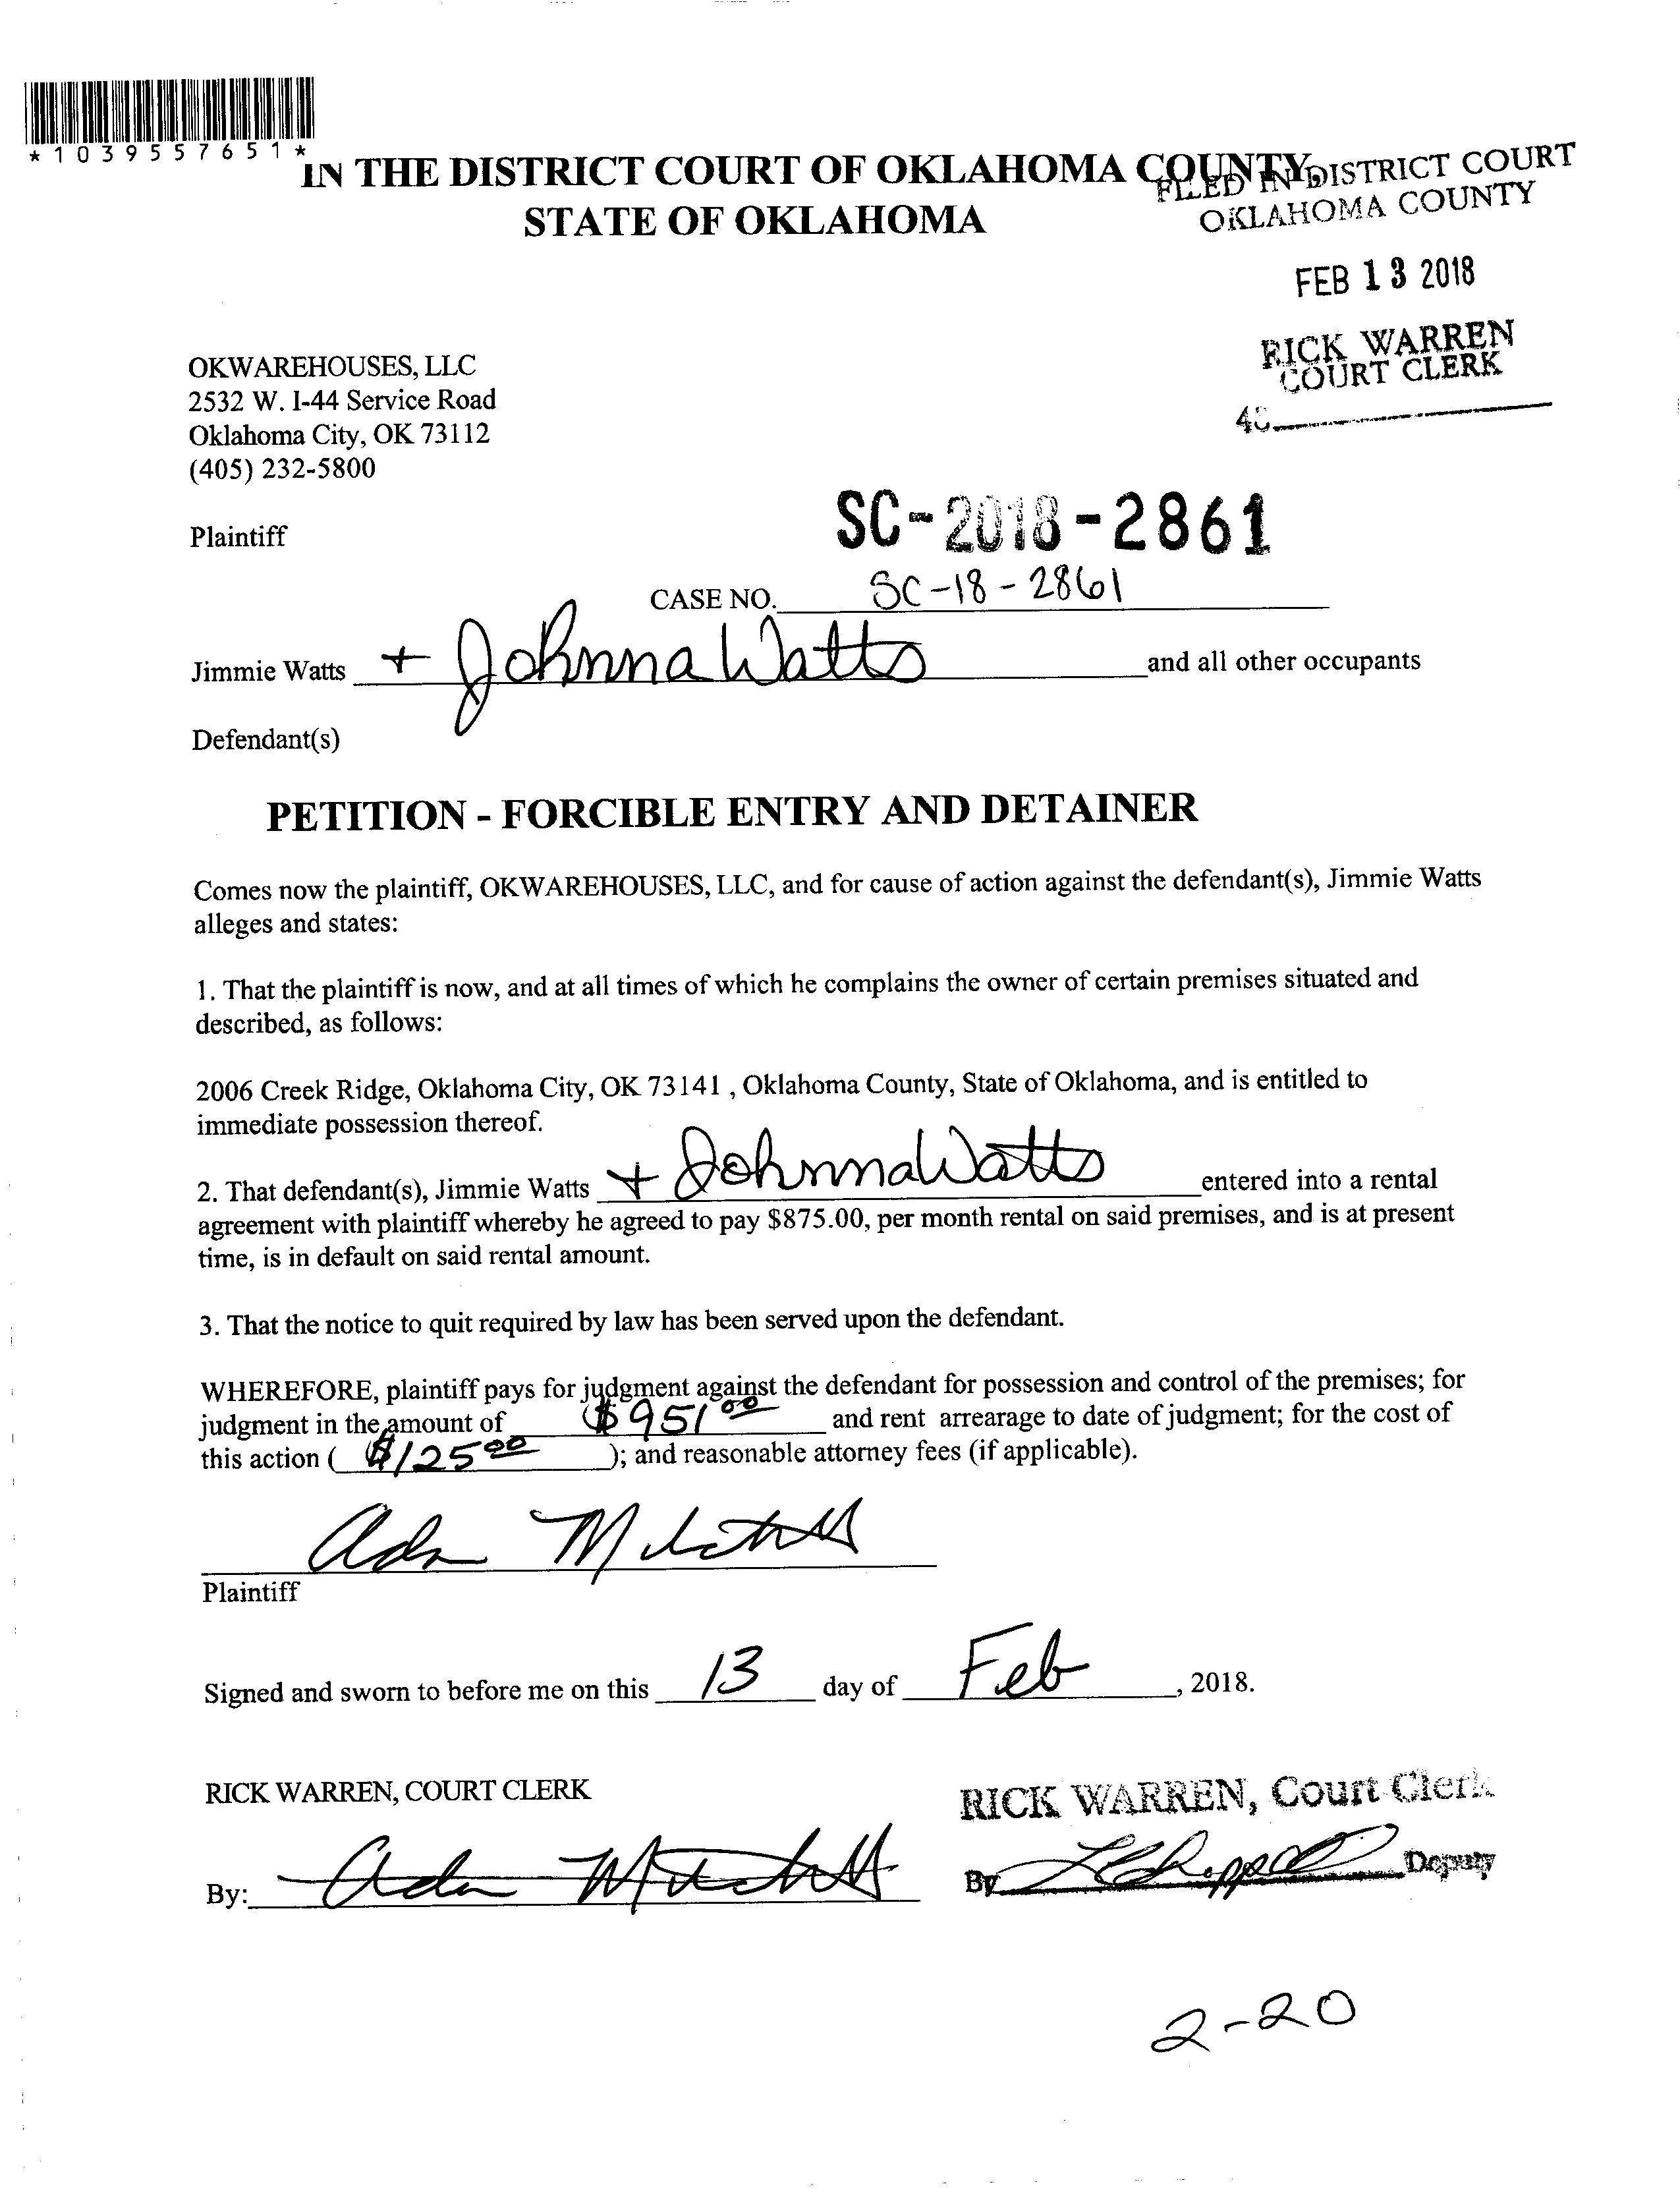 *1039557651*
IN THE DISTRICT COURT OF OKLAHOMA COUNTY
STATE OF OKLAHOMA
FILED IN DISTRICT COURT
OKLAHOMA COUNTY
FEB 13 2018
RICK WARREN
COURT CLERK
OKWAREHOUSES, LLC
2532 W. I-44 Service Road
Oklahoma City, OK 73112
(405) 232-5800
Plaintiff
SC-2018-2861
CASE NO. SC-18-2861
Jimmie Watts + Johnna Watts and all other occupants
Defendant(s)
PETITION - FORCIBLE ENTRY AND DETAINER
Comes now the plaintiff, OKWAREHOUSES, LLC, and for cause of action against the defendant(s), Jimmie Watts
alleges and states:
1. That the plaintiff is now, and at all times of which he complains the owner of certain premises situated and
described, as follows:
2006 Creek Ridge, Oklahoma City, OK 73141 , Oklahoma County, State of Oklahoma, and is entitled to
immediate possession thereof.
2. That defendant(s), Jimmie Watts + Johnna Watts entered into a rental
agreement with plaintiff whereby he agreed to pay $875.00, per month rental on said premises, and is at present
time, is in default on said rental amount.
3. That the notice to quit required by law has been served upon the defendant.
WHEREFORE, plaintiff pays for judgment against the defendant for possession and control of the premises; for
judgment in the amount of $951 00 and rent arrearage to date of judgment; for the cost of
this action ( $125 00 ); and reasonable attorney fees (if applicable).
Plaintiff
Signed and sworn to before me on this 13 day of Feb , 2018.
RICK WARREN, COURT CLERK
RICK WARREN, Court Clerk
By:
By Deputy
2-20